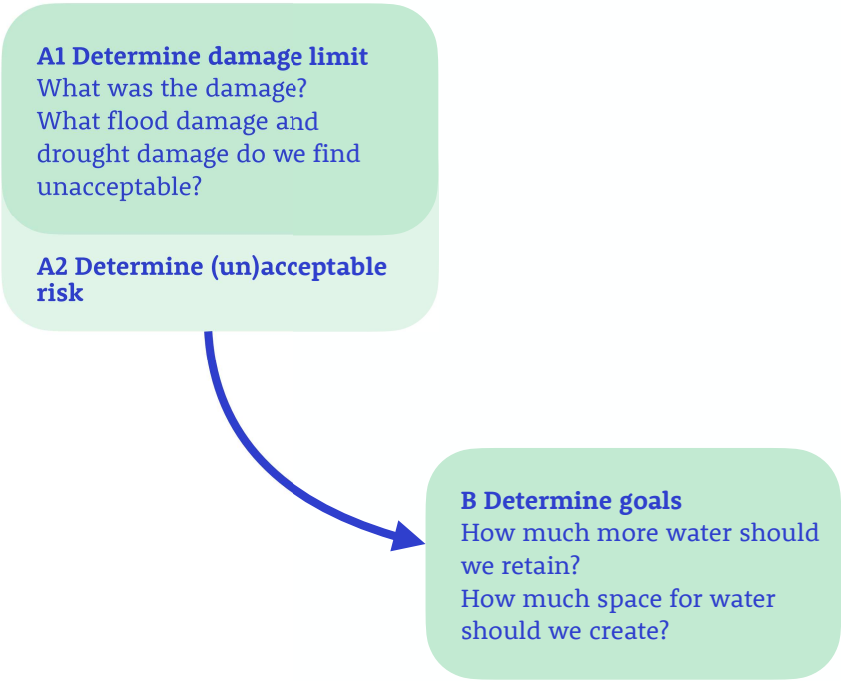 A1 Determine damage limit
What was the damage?
What flood damage and
drought damage do we find
unacceptable?
A2 Determine (un)acceptable
risk
B Determine goals
How much more water should
we retain?
How much space for water
should we create?